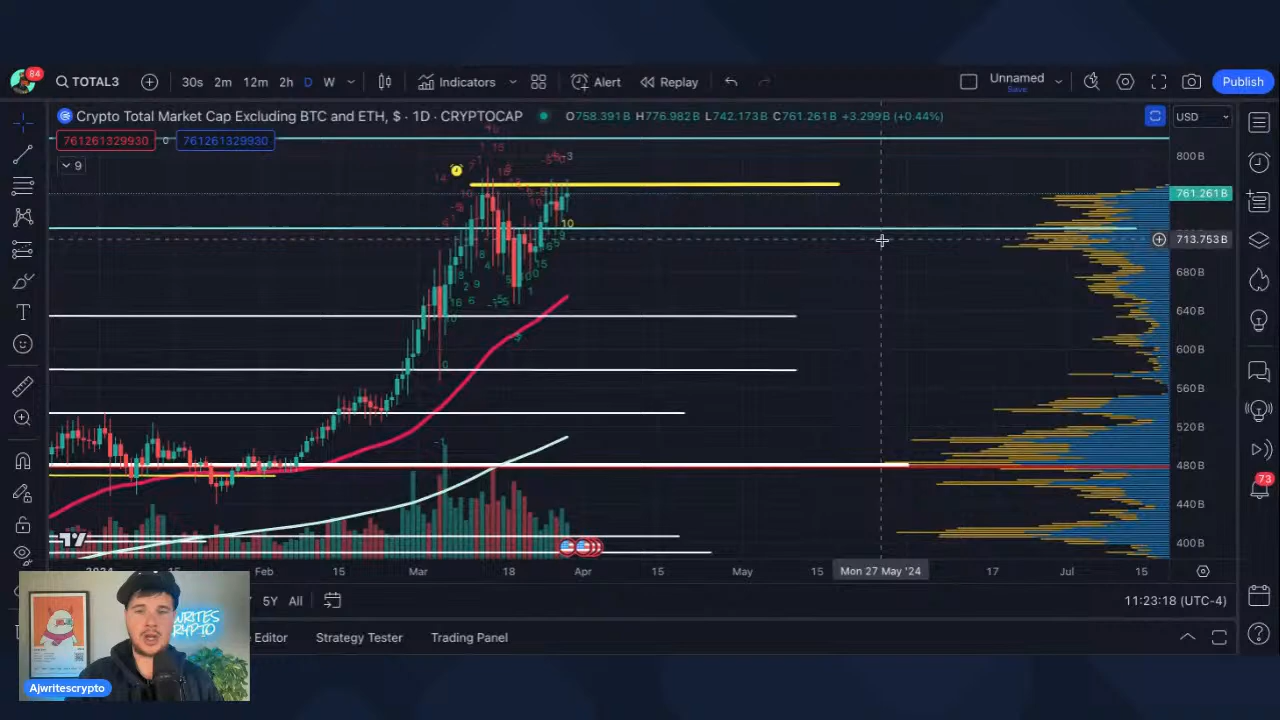 84
TOTAL3
30s 2m 12m 2h D W
Indicators
Alert
Replay
Unnamed
Save
Publish
Crypto Total Market Cap Excluding BTC and ETH, $ · 1D · CRYPTOCAP
O758.391B H776.982B L742.173B C761.261B +3.299B (+0.44%)
USD
761261329930 0 761261329930
9
800B
761.261B
713.753B
680B
640B
600B
560B
520B
480B
440B
400B
73
15 Feb 15 Mar 18 Apr 15 May 15 Mon 27 May '24 17 Jul 15
5Y All
11:23:18 (UTC-4)
Editor Strategy Tester Trading Panel
Ajwritescrypto